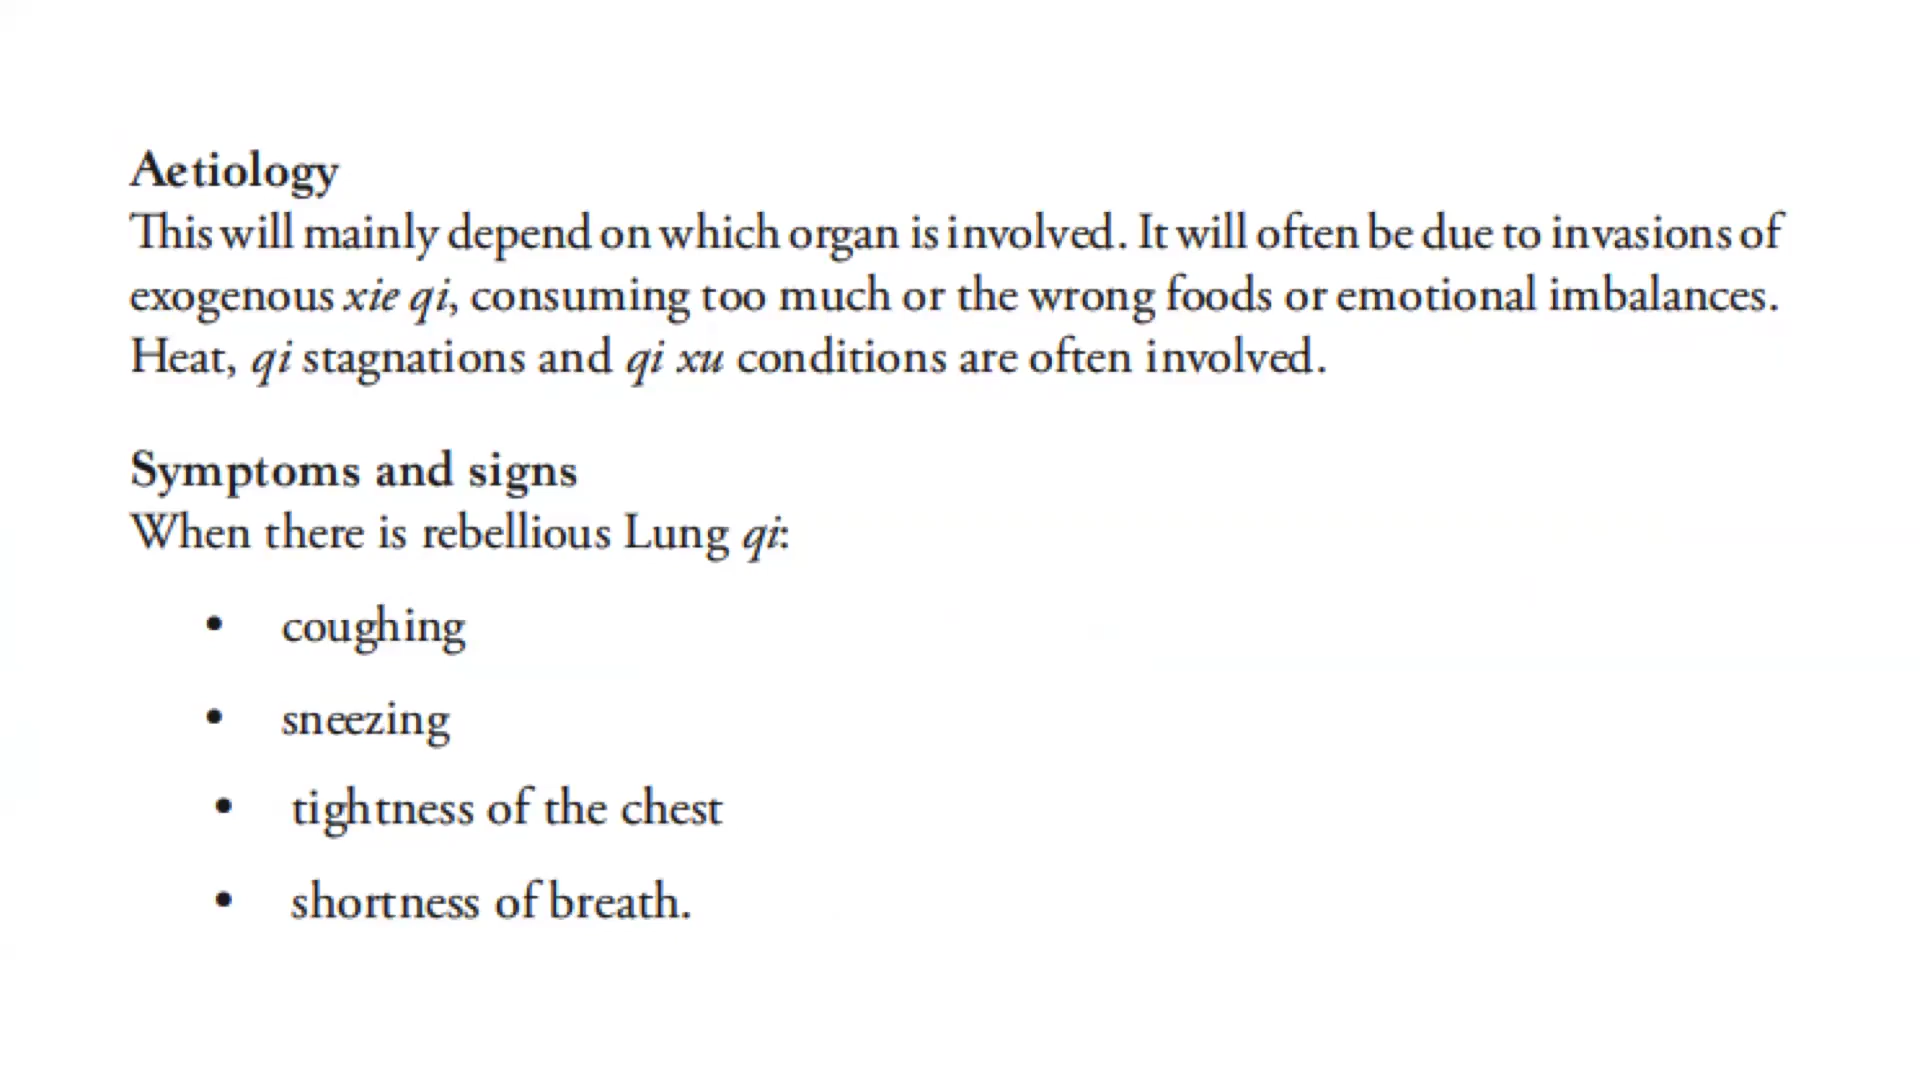 Aetiology
This will mainly depend on which organ is involved. It will often be due to invasions of
exogenous xie qi, consuming too much or the wrong foods or emotional imbalances.
Heat, qi stagnations and qi xu conditions are often involved.
Symptoms and signs
When there is rebellious Lung qi:
• coughing
• sneezing
• tightness of the chest
• shortness of breath.